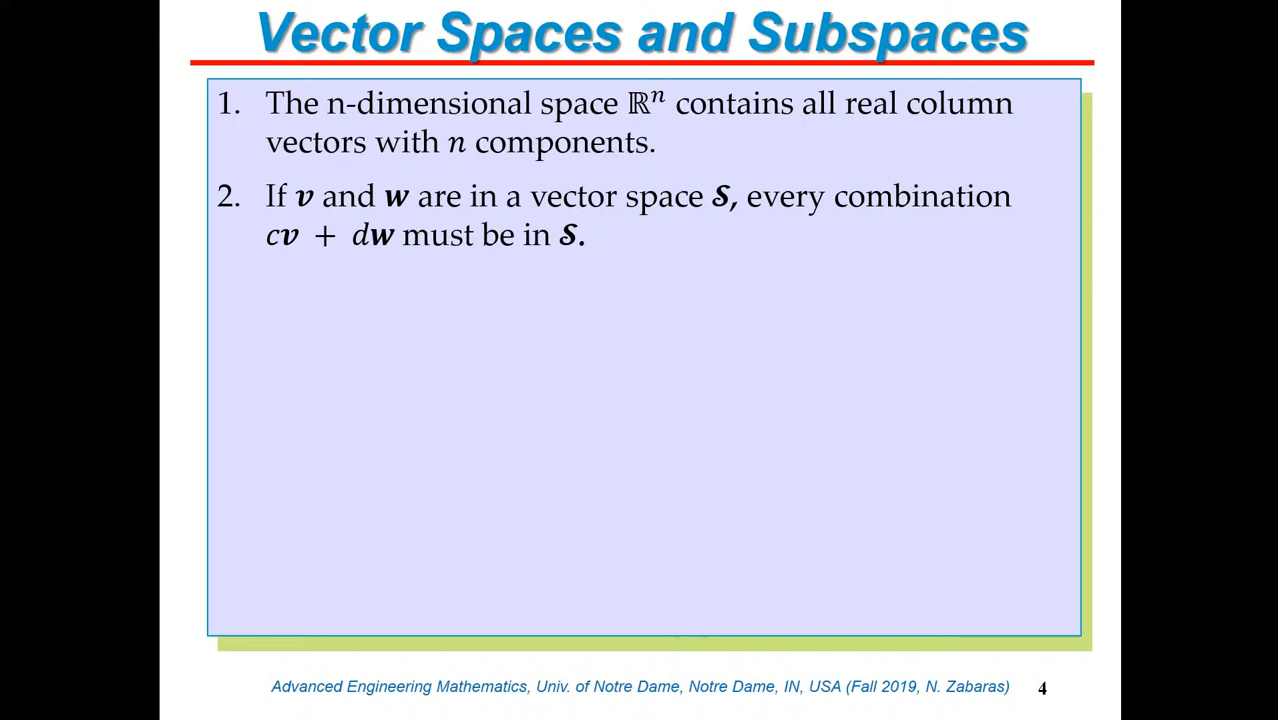 Vector Spaces and Subspaces
1. The n-dimensional space ℝⁿ contains all real column
vectors with n components.
2. If v and w are in a vector space 𝓢, every combination
cv + dw must be in 𝓢.
Advanced Engineering Mathematics, Univ. of Notre Dame, Notre Dame, IN, USA (Fall 2019, N. Zabaras) 4